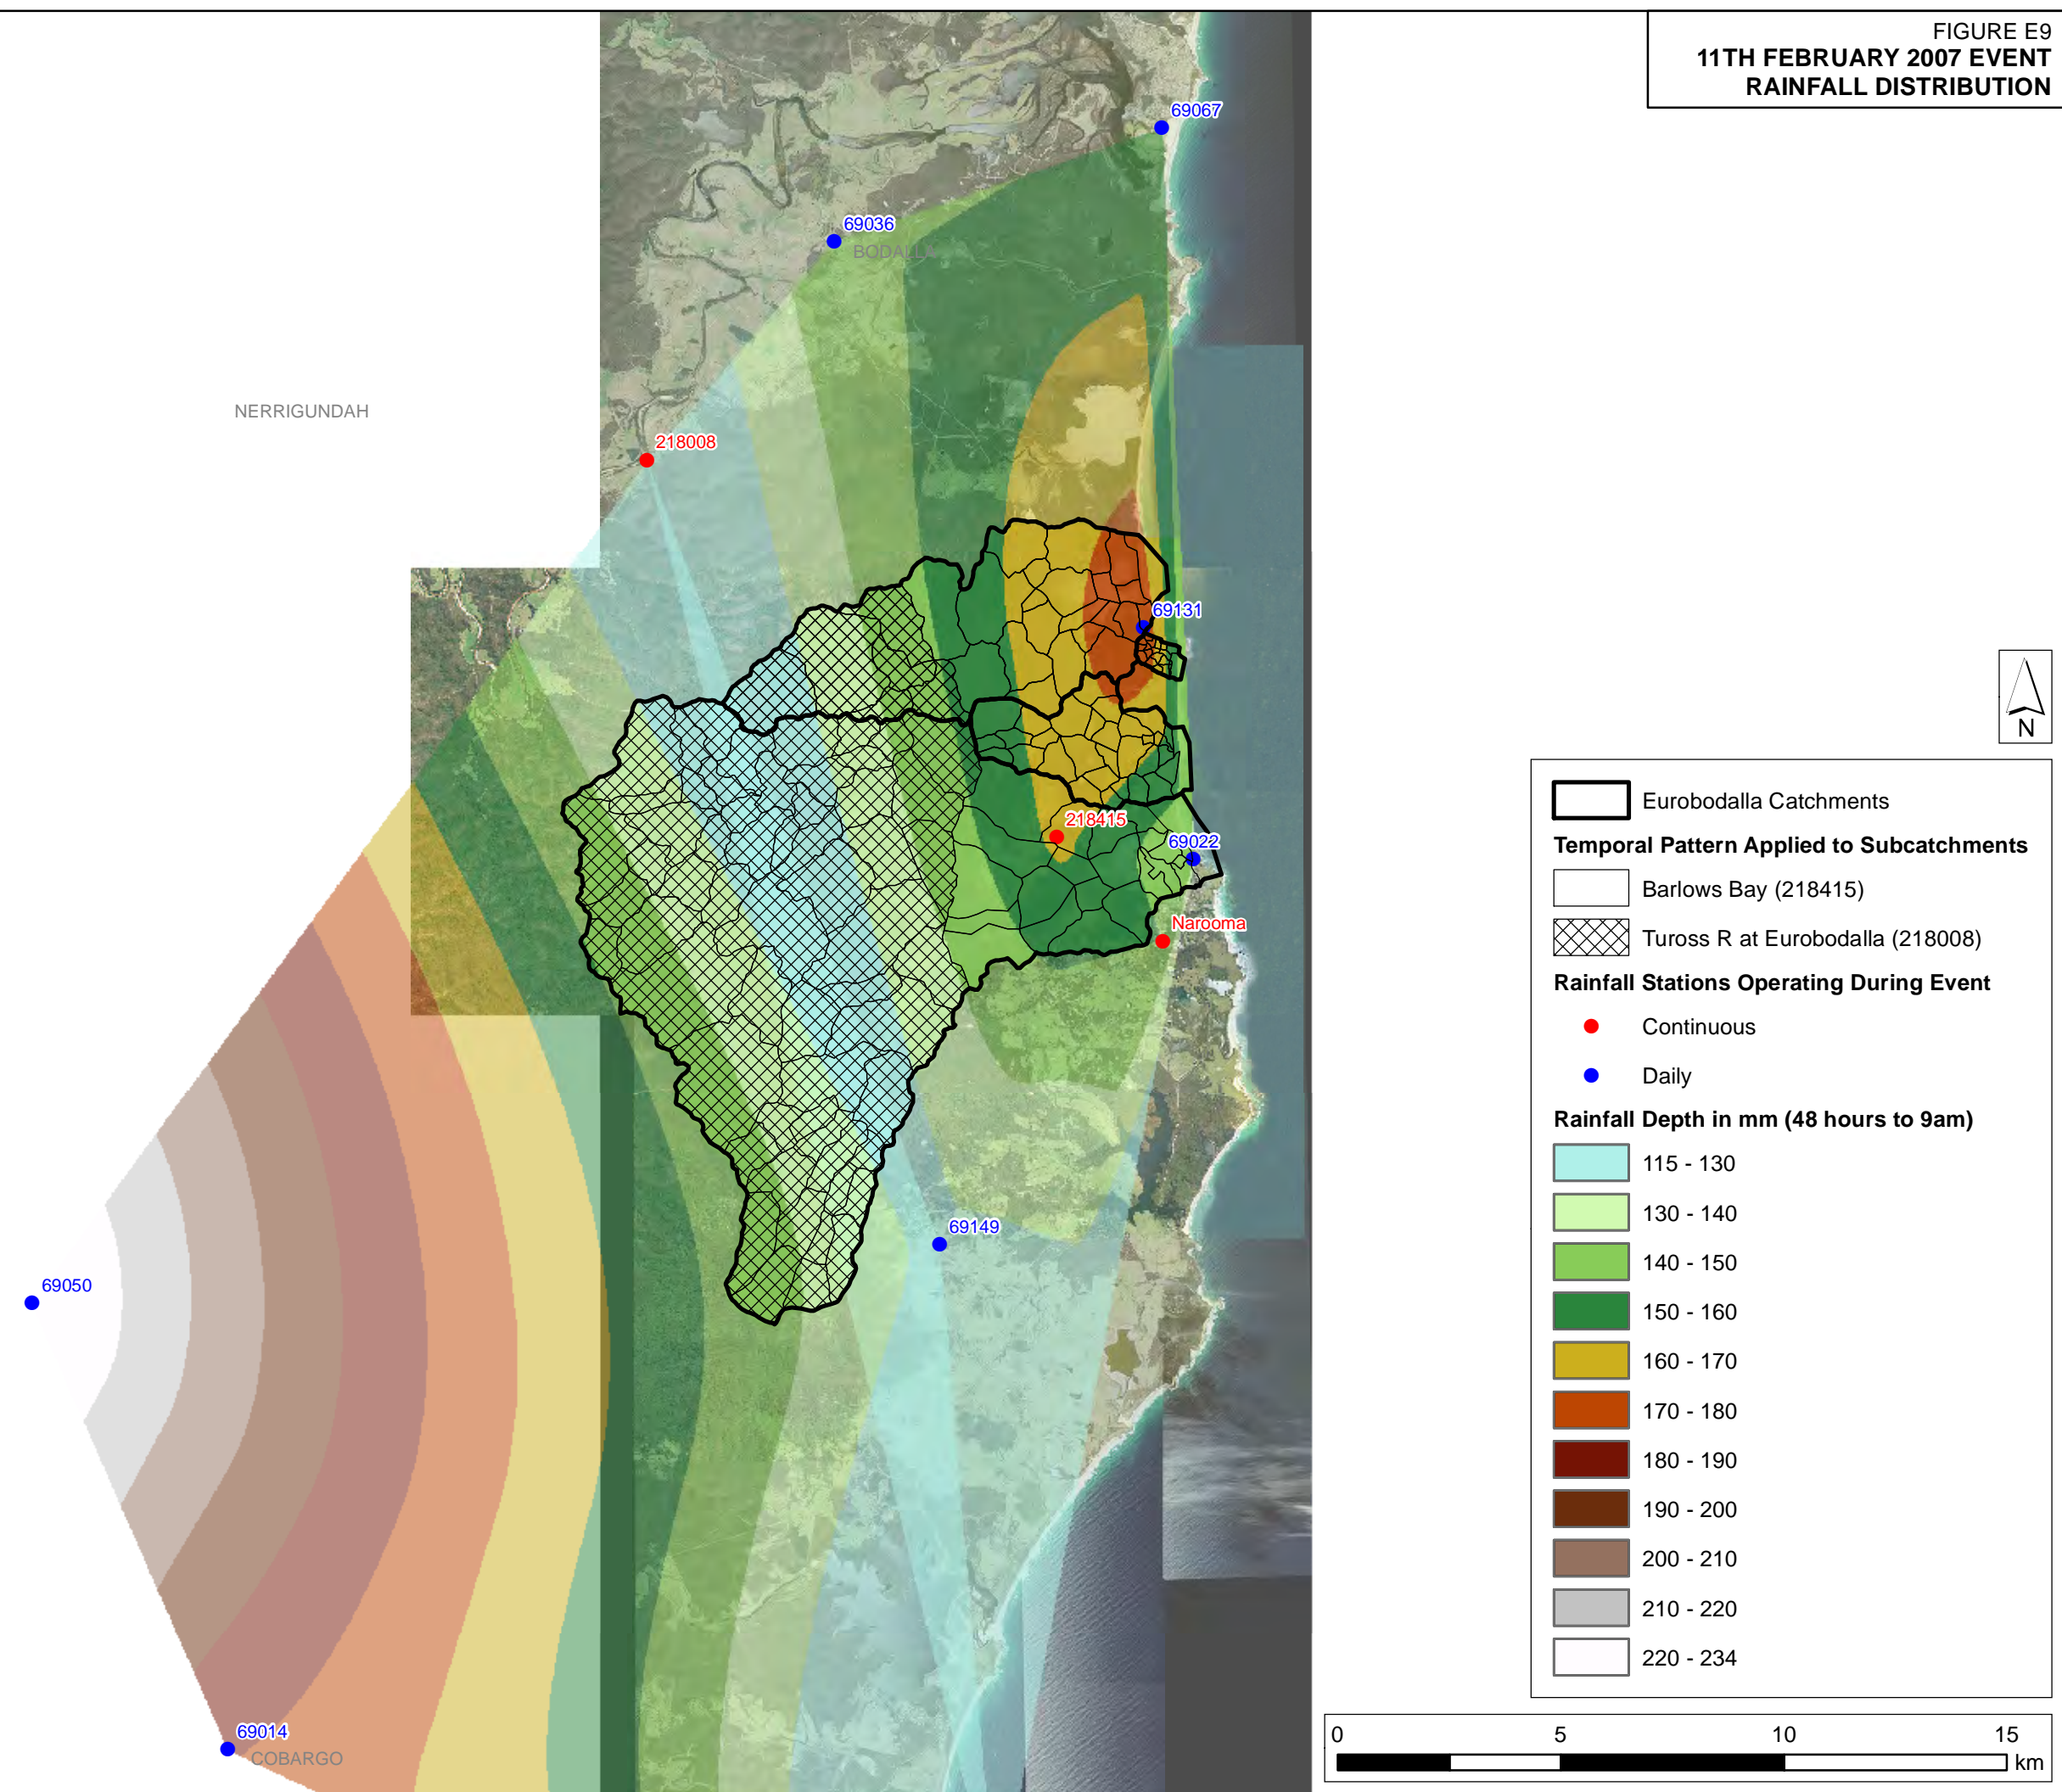 FIGURE E9
11TH FEBRUARY 2007 EVENT
RAINFALL DISTRIBUTION
69067
69036
BODALLA
NERRIGUNDAH
218008
69131
218415
69022
Narooma
69149
69050
69014
COBARGO
N
Eurobodalla Catchments
Temporal Pattern Applied to Subcatchments
Barlows Bay (218415)
Tuross R at Eurobodalla (218008)
Rainfall Stations Operating During Event
Continuous
Daily
Rainfall Depth in mm (48 hours to 9am)
115 - 130
130 - 140
140 - 150
150 - 160
160 - 170
170 - 180
180 - 190
190 - 200
200 - 210
210 - 220
220 - 234
0 5 10 15
km